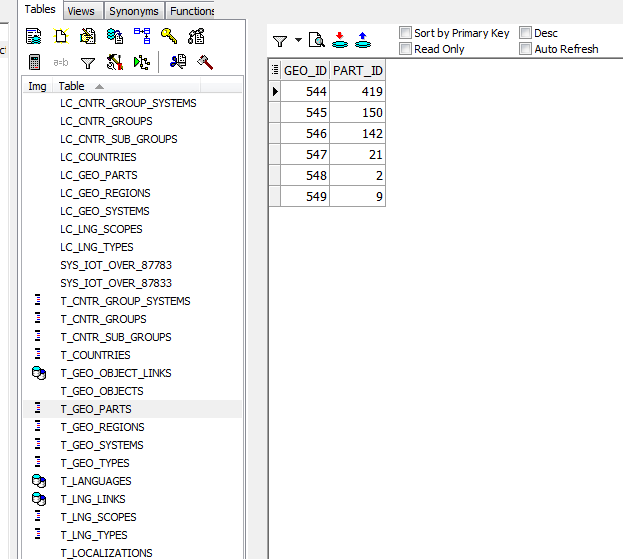 Tables Views Synonyms Functions
Img Table
LC_CNTR_GROUP_SYSTEMS
LC_CNTR_GROUPS
LC_CNTR_SUB_GROUPS
LC_COUNTRIES
LC_GEO_PARTS
LC_GEO_REGIONS
LC_GEO_SYSTEMS
LC_LNG_SCOPES
LC_LNG_TYPES
SYS_IOT_OVER_87783
SYS_IOT_OVER_87833
T_CNTR_GROUP_SYSTEMS
T_CNTR_GROUPS
T_CNTR_SUB_GROUPS
T_COUNTRIES
T_GEO_OBJECT_LINKS
T_GEO_OBJECTS
T_GEO_PARTS
T_GEO_REGIONS
T_GEO_SYSTEMS
T_GEO_TYPES
T_LANGUAGES
T_LNG_LINKS
T_LNG_SCOPES
T_LNG_TYPES
T_LOCALIZATIONS
Sort by Primary Key Desc
Read Only Auto Refresh
GEO_ID PART_ID
544 419
545 150
546 142
547 21
548 2
549 9